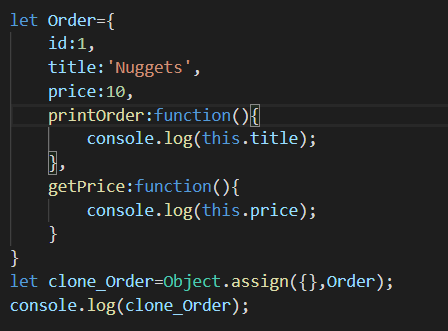 let Order={
    id:1,
    title:'Nuggets',
    price:10,
    printOrder:function(){
        console.log(this.title);
    },
    getPrice:function(){
        console.log(this.price);
    }
}
let clone_Order=Object.assign({},Order);
console.log(clone_Order);